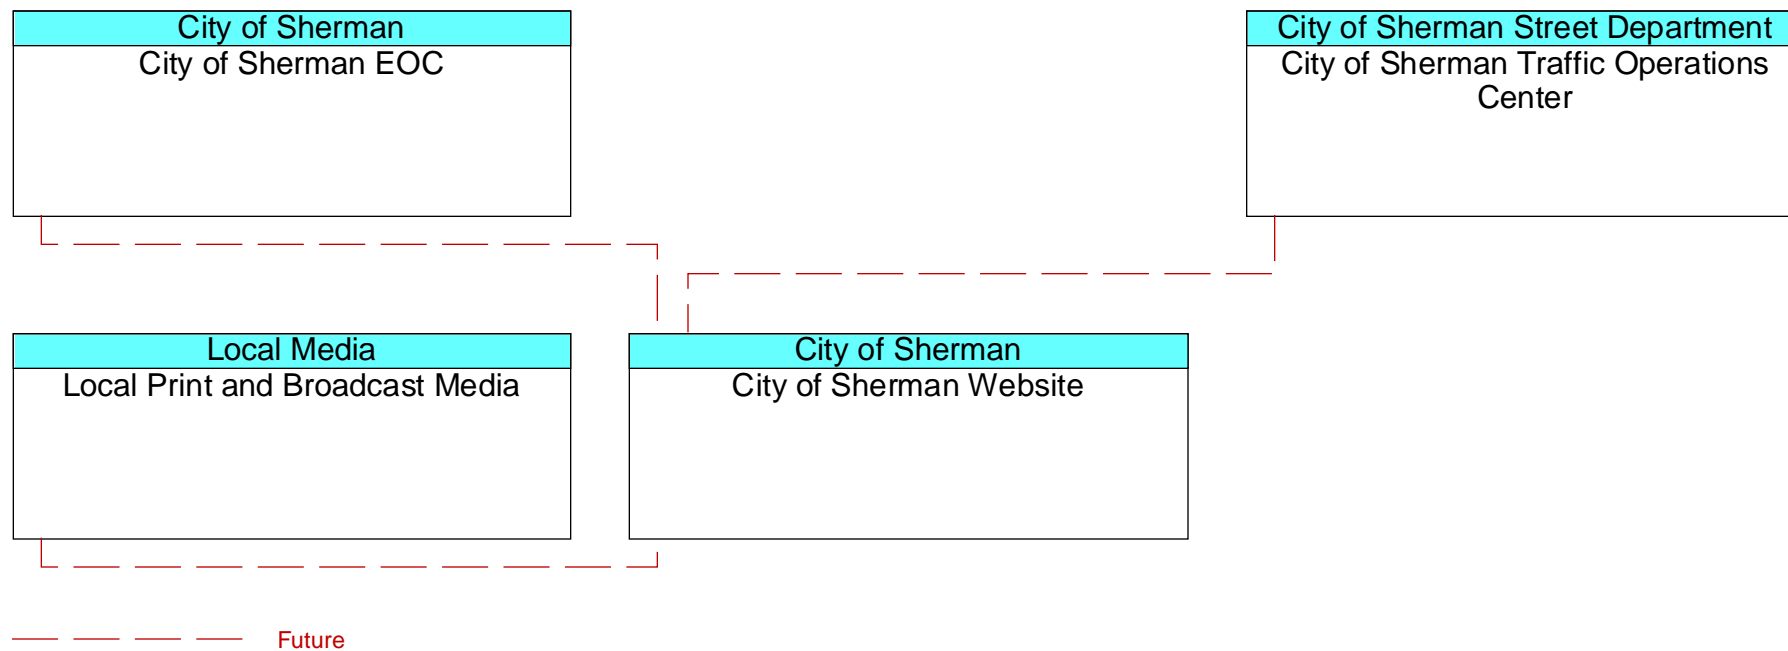 City of Sherman
City of Sherman EOC
City of Sherman Street Department
City of Sherman Traffic Operations
Center
Local Media
Local Print and Broadcast Media
City of Sherman
City of Sherman Website
Future